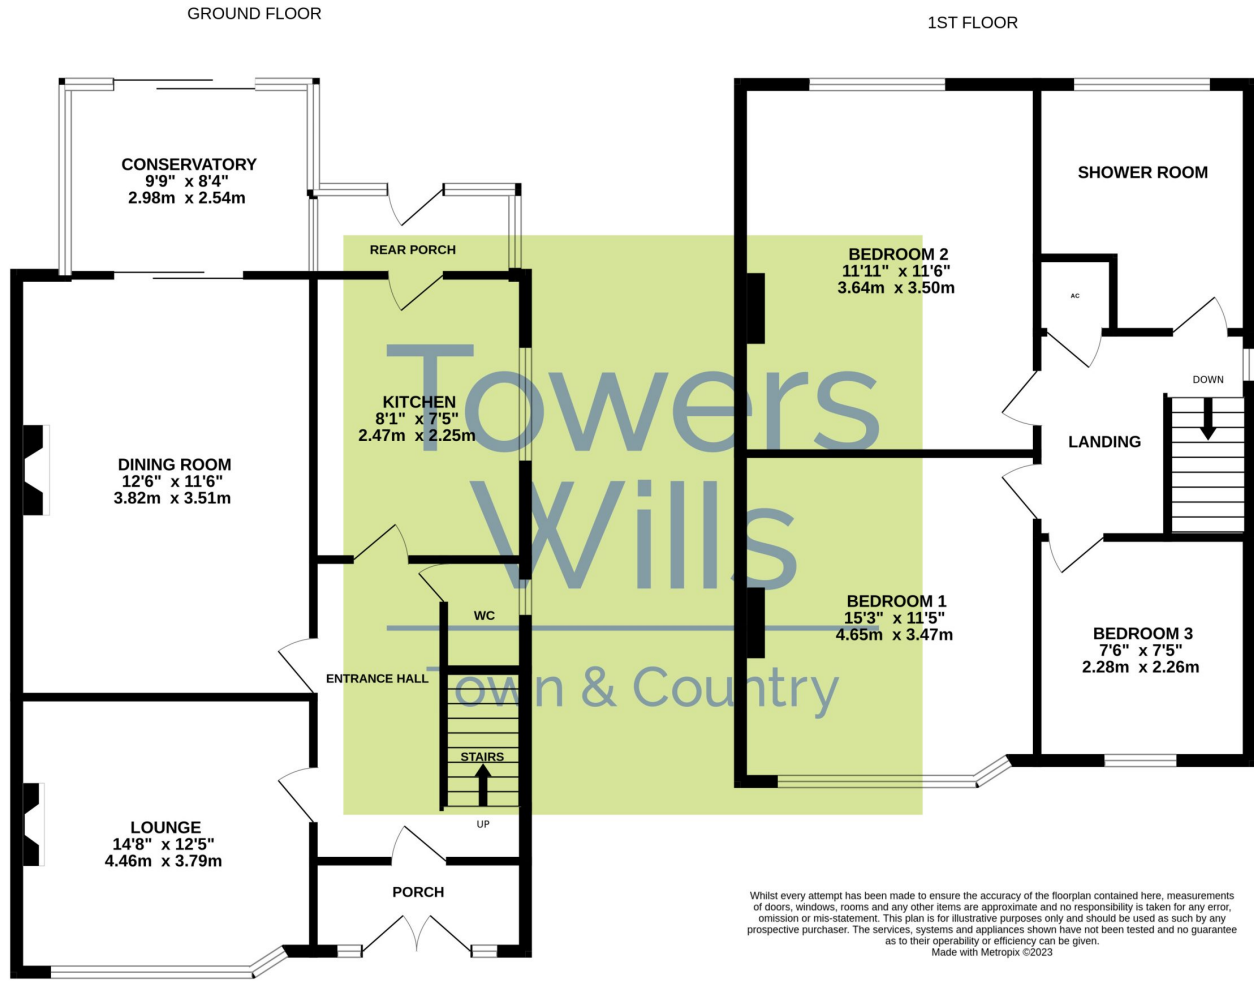 GROUND FLOOR
CONSERVATORY
9'9" x 8'4"
2.98m x 2.54m
REAR PORCH
KITCHEN
8'1" x 7'5"
2.47m x 2.25m
DINING ROOM
12'6" x 11'6"
3.82m x 3.51m
WC
ENTRANCE HALL
STAIRS
UP
LOUNGE
14'8" x 12'5"
4.46m x 3.79m
PORCH
Towers
Wills
Town & Country
1ST FLOOR
SHOWER ROOM
BEDROOM 2
11'11" x 11'6"
3.64m x 3.50m
AC
DOWN
LANDING
BEDROOM 1
15'3" x 11'5"
4.65m x 3.47m
BEDROOM 3
7'6" x 7'5"
2.28m x 2.26m
Whilst every attempt has been made to ensure the accuracy of the floorplan contained here, measurements
of doors, windows, rooms and any other items are approximate and no responsibility is taken for any error,
omission or mis-statement. This plan is for illustrative purposes only and should be used as such by any
prospective purchaser. The services, systems and appliances shown have not been tested and no guarantee
as to their operability or efficiency can be given.
Made with Metropix ©2023